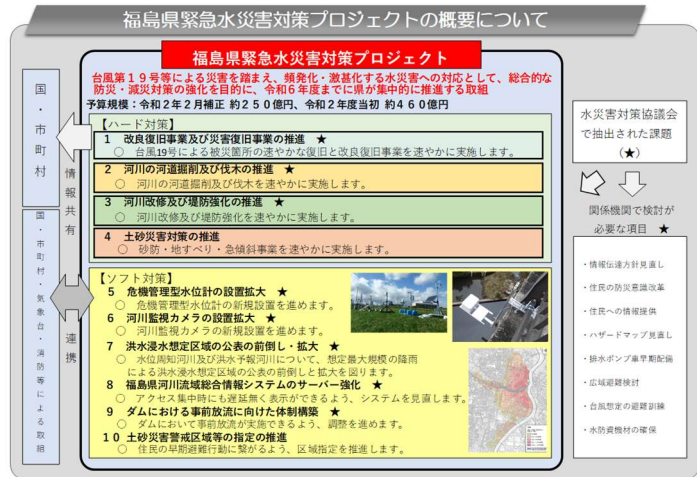 福島県緊急水災害対策プロジェクトの概要について
福島県緊急水災害対策プロジェクト
台風第１９号等による災害を踏まえ、頻発化・激甚化する水災害への対応として、総合的な
防災・減災対策の強化を目的に、令和６年度までに県が集中的に推進する取組
予算規模：令和２年２月補正 約２５０億円、令和２年度当初 約４６０億円
【ハード対策】
１ 改良復旧事業及び災害復旧事業の推進 ★
○ 台風19号による被災箇所の速やかな復旧と改良復旧事業を速やかに実施します。
２ 河川の河道掘削及び伐木の推進 ★
○ 河川の河道掘削及び伐木を速やかに実施します。
３ 河川改修及び堤防強化の推進 ★
○ 河川改修及び堤防強化を速やかに実施します。
４ 土砂災害対策の推進
○ 砂防・地すべり・急傾斜事業を速やかに実施します。
【ソフト対策】
５ 危機管理型水位計の設置拡大 ★
○ 危機管理型水位計の新規設置を進めます。
６ 河川監視カメラの設置拡大 ★
○ 河川監視カメラの新規設置を進めます。
７ 洪水浸水想定区域の公表の前倒し・拡大 ★
○ 水位周知河川及び洪水予報河川について、想定最大規模の降雨
による洪水浸水想定区域の公表の前倒しと拡大を図ります。
８ 福島県河川流域総合情報システムのサーバー強化 ★
○ アクセス集中時にも遅延無く表示ができるよう、システムを見直します。
９ ダムにおける事前放流に向けた体制構築 ★
○ ダムにおいて事前放流が実施できるよう、調整を進めます。
１０ 土砂災害警戒区域等の指定の推進
○ 住民の早期避難行動に繋がるよう、区域指定を推進します。
国・市町村
情報共有
国・市町村・気象台・消防等による取組
連携
水災害対策協議会
で抽出された課題
（★）
関係機関で検討が
必要な項目 ★
・情報伝達方針見直し
・住民の防災意識改革
・住民への情報提供
・ハザードマップ見直し
・排水ポンプ車早期配備
・広域避難検討
・台風想定の避難訓練
・水防資機材の確保